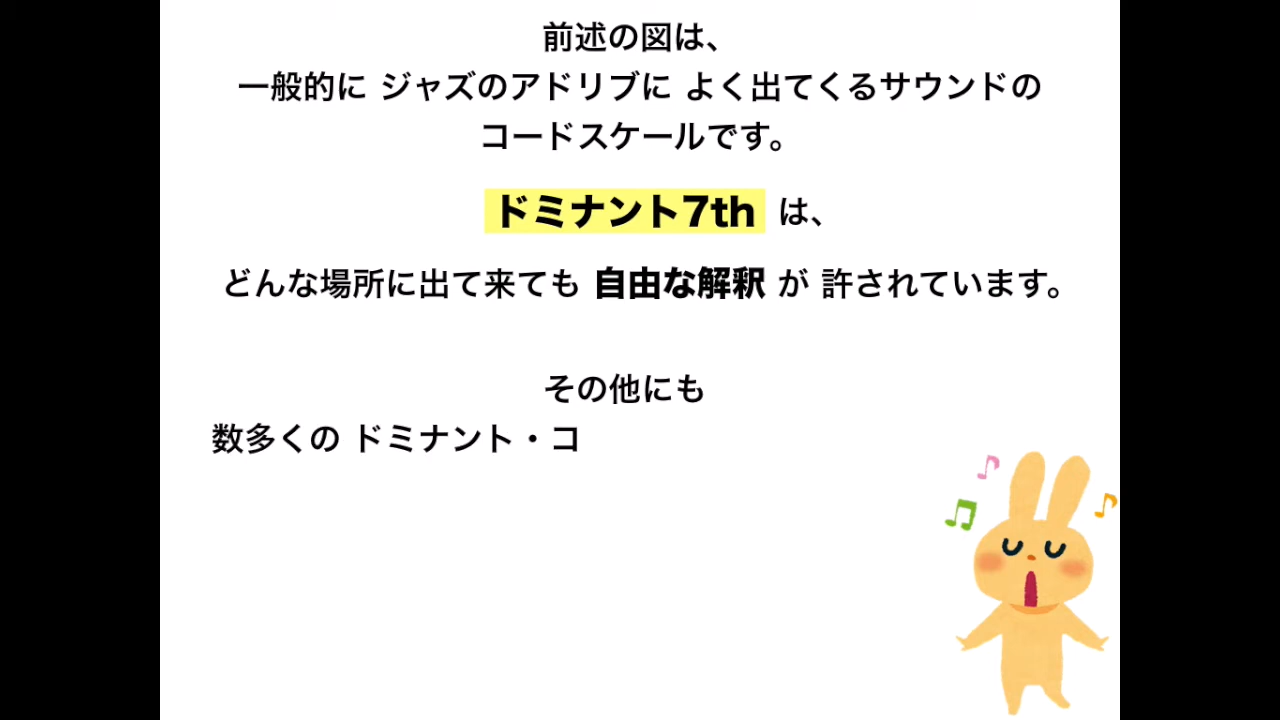 前述の図は、
一般的に ジャズのアドリブに よく出てくるサウンドの
コードスケールです。
ドミナント7th は、
どんな場所に出て来ても 自由な解釈 が 許されています。
その他にも
数多くの ドミナント・コ